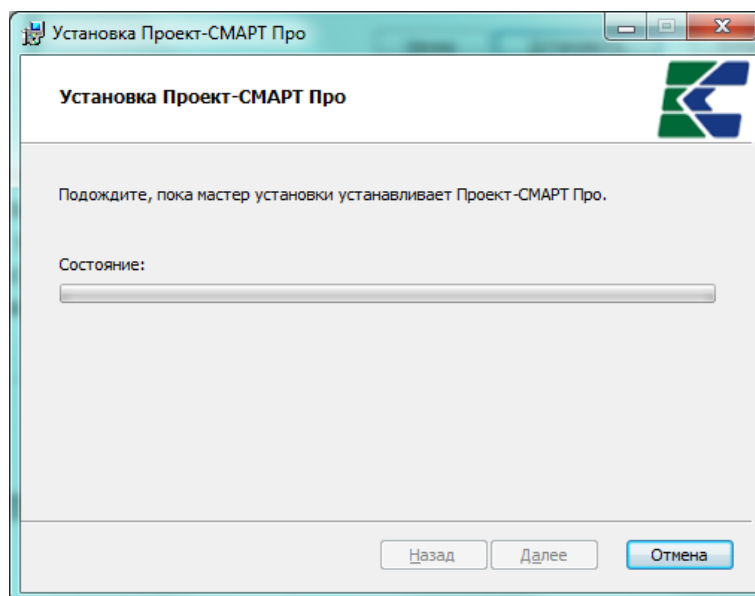 Установка Проект-СМАРТ Про
Установка Проект-СМАРТ Про
Подождите, пока мастер установки устанавливает Проект-СМАРТ Про.
Состояние:
Назад
Далее
Отмена